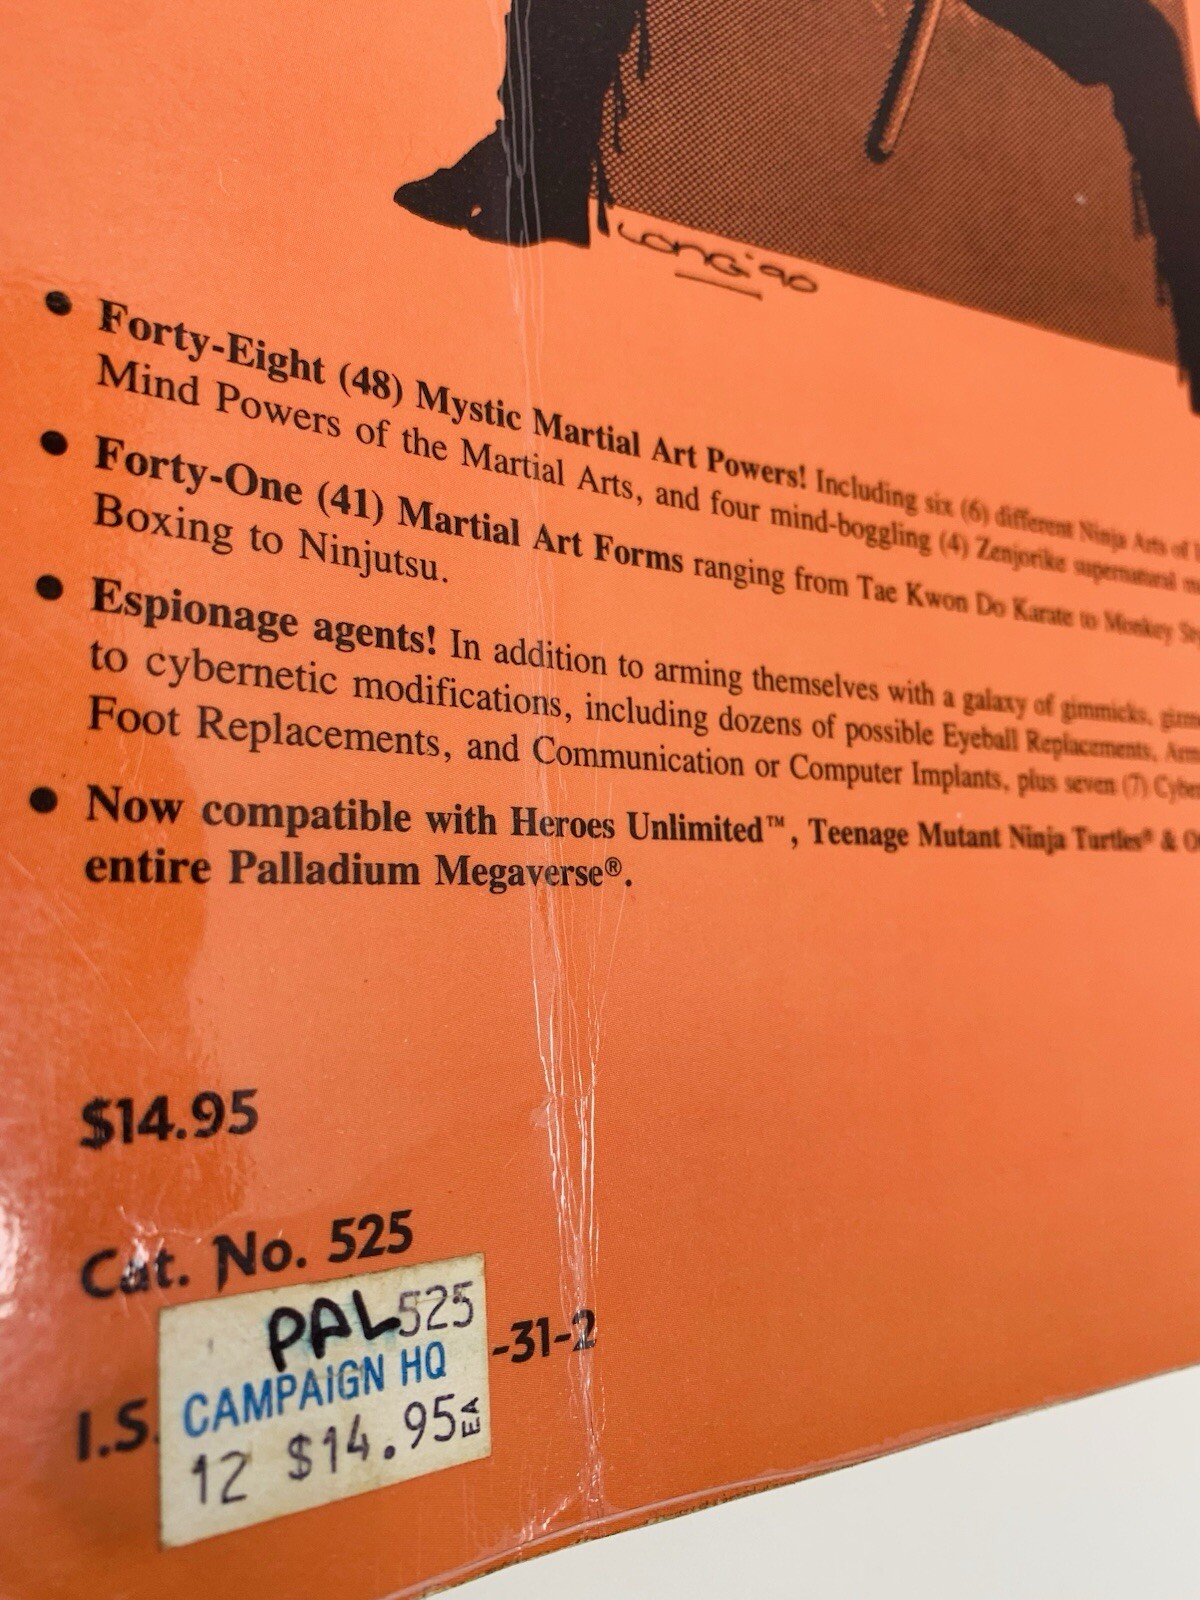 LONG '90
• Forty-Eight (48) Mystic Martial Art Powers! Including six (6) different Ninja Arts of
Mind Powers of the Martial Arts, and four mind-boggling (4) Zenjorike supernatural
• Forty-One (41) Martial Art Forms ranging from Tae Kwon Do Karate to Monkey
Boxing to Ninjutsu.
• Espionage agents! In addition to arming themselves with a galaxy of gimmicks,
to cybernetic modifications, including dozens of possible Eyeball Replacements,
Foot Replacements, and Communication or Computer Implants, plus seven (7)
• Now compatible with Heroes Unlimited™, Teenage Mutant Ninja Turtles® &
entire Palladium Megaverse®.
$14.95
Cat. No. 525
PAL525
CAMPAIGN HQ
12 $14.95 EA
I.S. -31-2